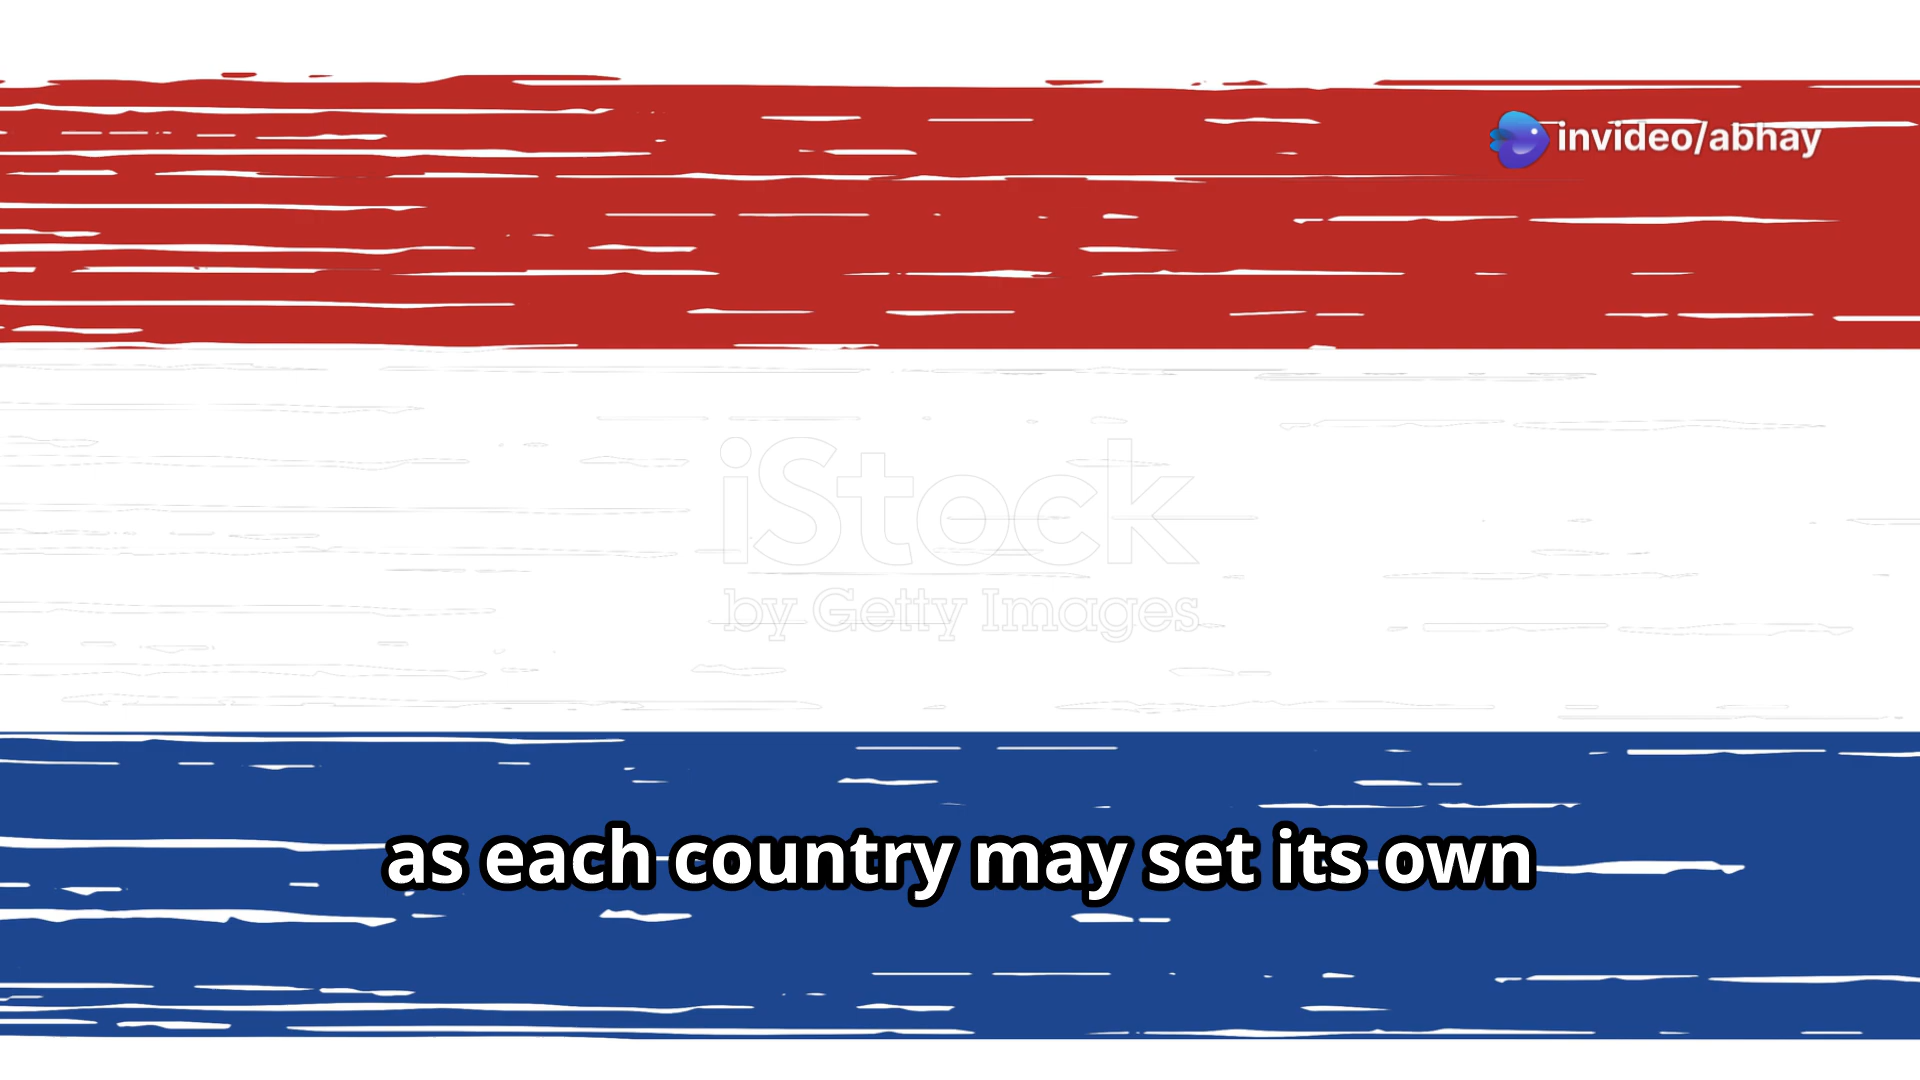 invideo/abhay
iStock
by Getty Images
as each country may set its own